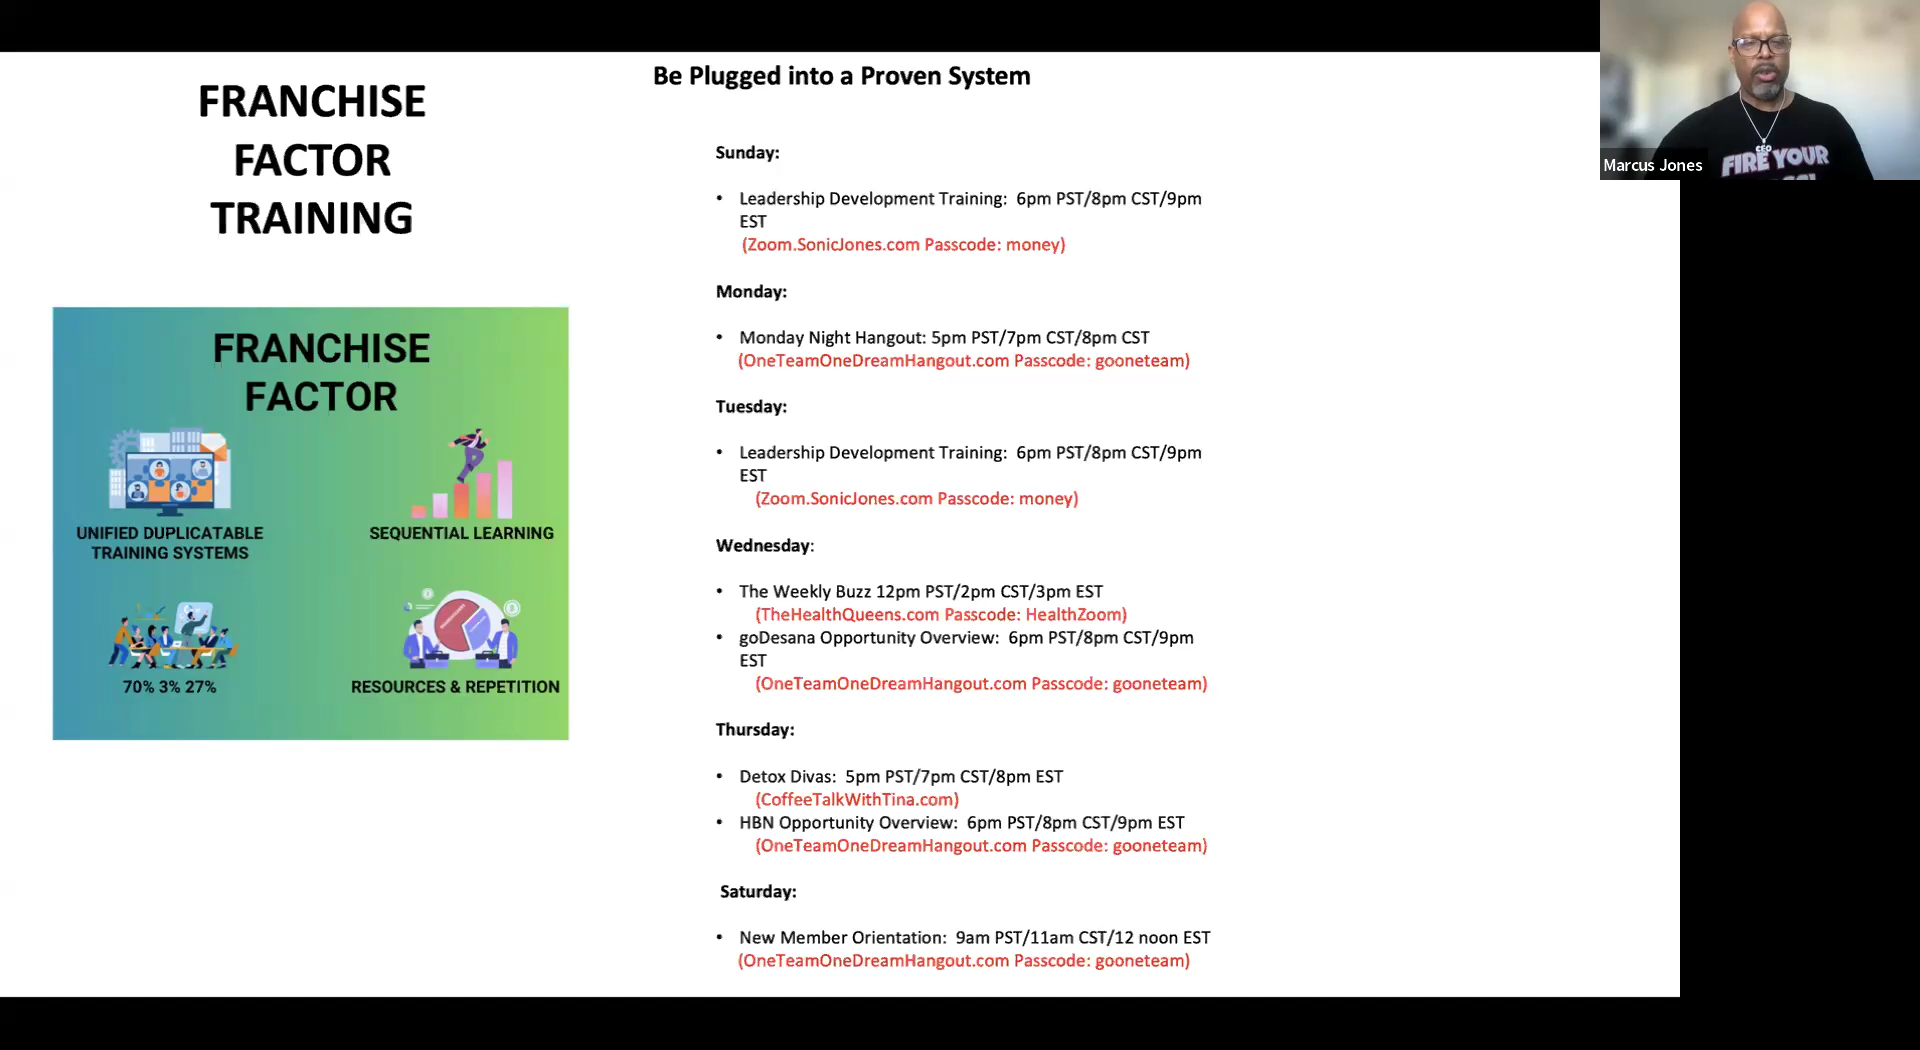 FRANCHISE
FACTOR
TRAINING
FRANCHISE
FACTOR
UNIFIED DUPLICATABLE
TRAINING SYSTEMS
SEQUENTIAL LEARNING
70% 3% 27%
RESOURCES & REPETITION
Be Plugged into a Proven System
Sunday:
• Leadership Development Training: 6pm PST/8pm CST/9pm
EST
(Zoom.SonicJones.com Passcode: money)
Monday:
• Monday Night Hangout: 5pm PST/7pm CST/8pm CST
(OneTeamOneDreamHangout.com Passcode: gooneteam)
Tuesday:
• Leadership Development Training: 6pm PST/8pm CST/9pm
EST
(Zoom.SonicJones.com Passcode: money)
Wednesday:
• The Weekly Buzz 12pm PST/2pm CST/3pm EST
(TheHealthQueens.com Passcode: HealthZoom)
• goDesana Opportunity Overview: 6pm PST/8pm CST/9pm
EST
(OneTeamOneDreamHangout.com Passcode: gooneteam)
Thursday:
• Detox Divas: 5pm PST/7pm CST/8pm EST
(CoffeeTalkWithTina.com)
• HBN Opportunity Overview: 6pm PST/8pm CST/9pm EST
(OneTeamOneDreamHangout.com Passcode: gooneteam)
Saturday:
• New Member Orientation: 9am PST/11am CST/12 noon EST
(OneTeamOneDreamHangout.com Passcode: gooneteam)
CEO
FIRE YOUR
Marcus Jones